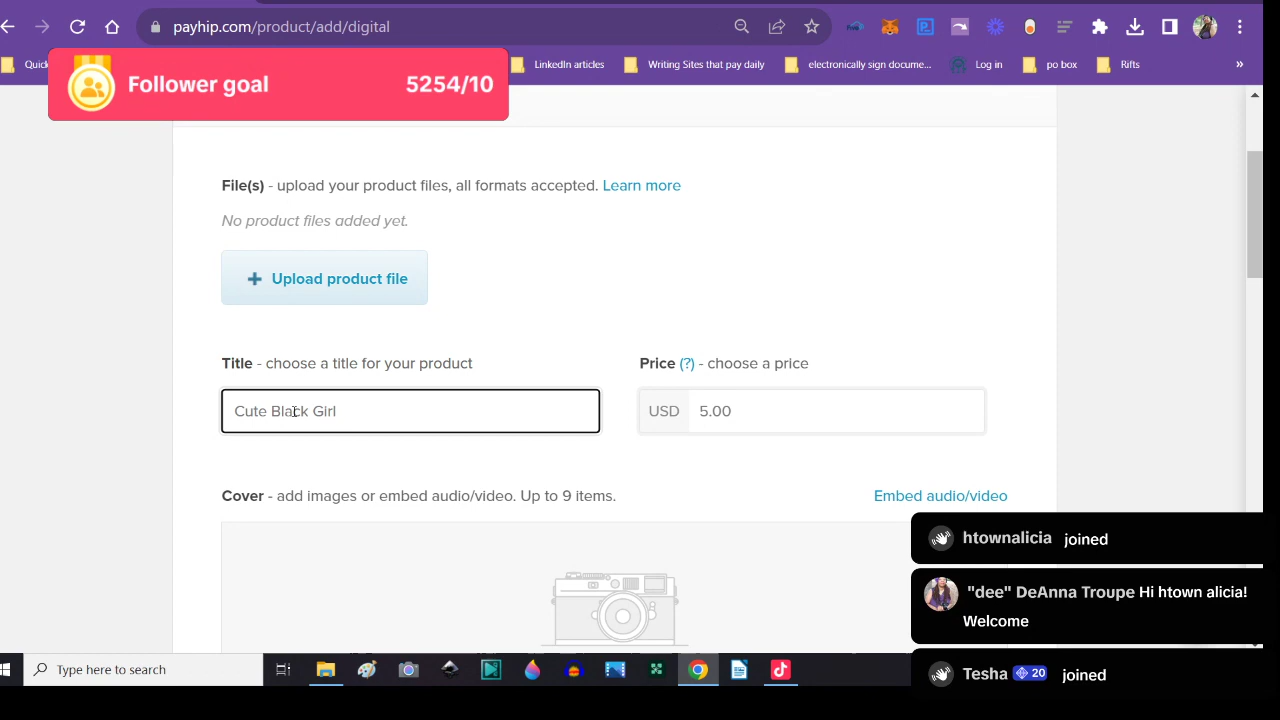 payhip.com/product/add/digital
Quick
LinkedIn articles
Writing Sites that pay daily
electronically sign docume...
Log in
po box
Rifts
»
Follower goal 5254/10
File(s) - upload your product files, all formats accepted. Learn more
No product files added yet.
+ Upload product file
Title - choose a title for your product
Price (?) - choose a price
Cute Black Girl
USD 5.00
Cover - add images or embed audio/video. Up to 9 items.
Embed audio/video
htownalicia joined
"dee" DeAnna Troupe Hi htown alicia!
Welcome
Tesha 20 joined
Type here to search